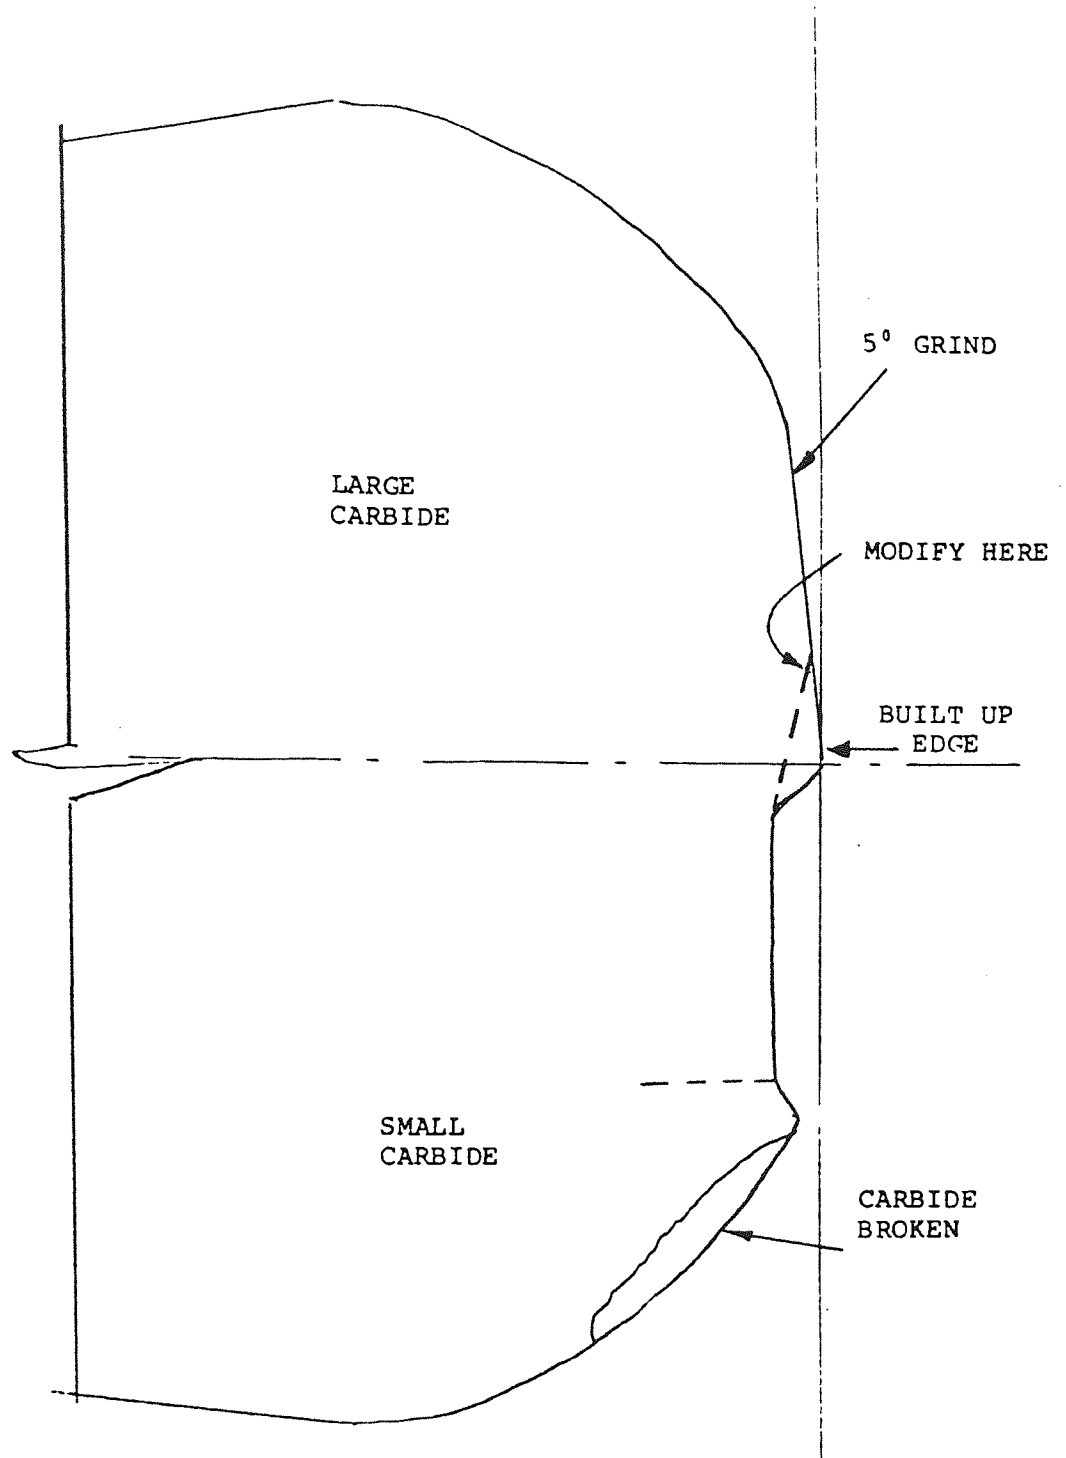 5° GRIND
LARGE
CARBIDE
MODIFY HERE
BUILT UP
EDGE
SMALL
CARBIDE
CARBIDE
BROKEN